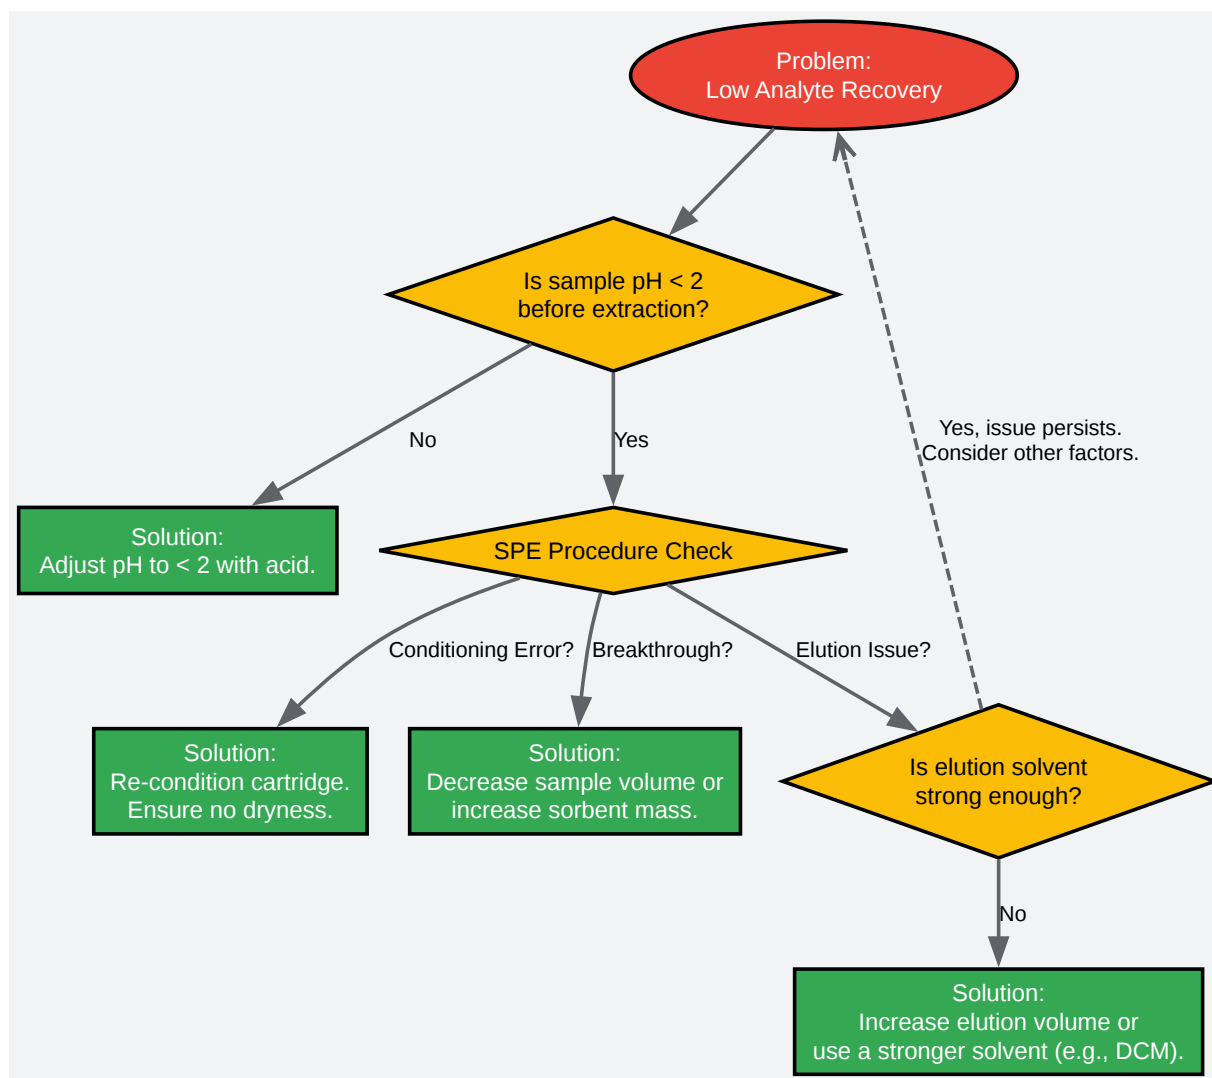 Problem:
Low Analyte Recovery
Is sample pH < 2
before extraction?
No
Yes
Yes, issue persists.
Consider other factors.
Solution:
Adjust pH to < 2 with acid.
SPE Procedure Check
Conditioning Error?
Breakthrough?
Elution Issue?
Solution:
Re-condition cartridge.
Ensure no dryness.
Solution:
Decrease sample volume or
increase sorbent mass.
Is elution solvent
strong enough?
No
Solution:
Increase elution volume or
use a stronger solvent (e.g., DCM).